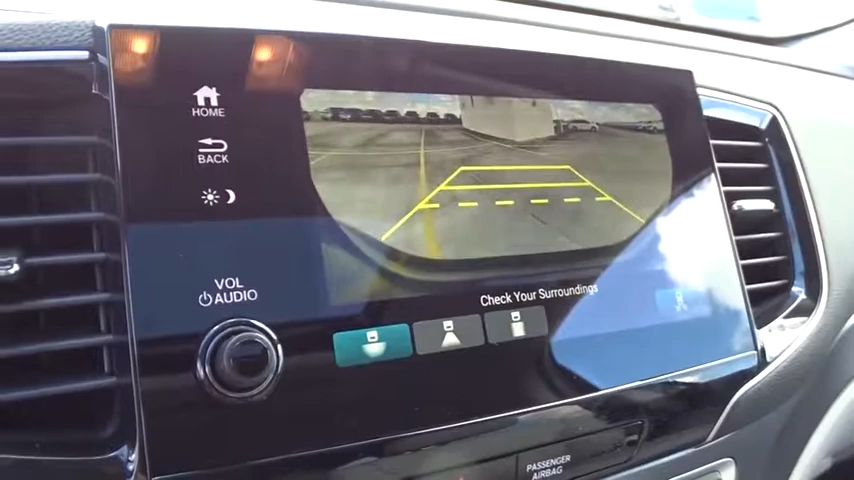 HOME
BACK
VOL
AUDIO
Check Your Surroundings
PASSENGER
AIRBAG